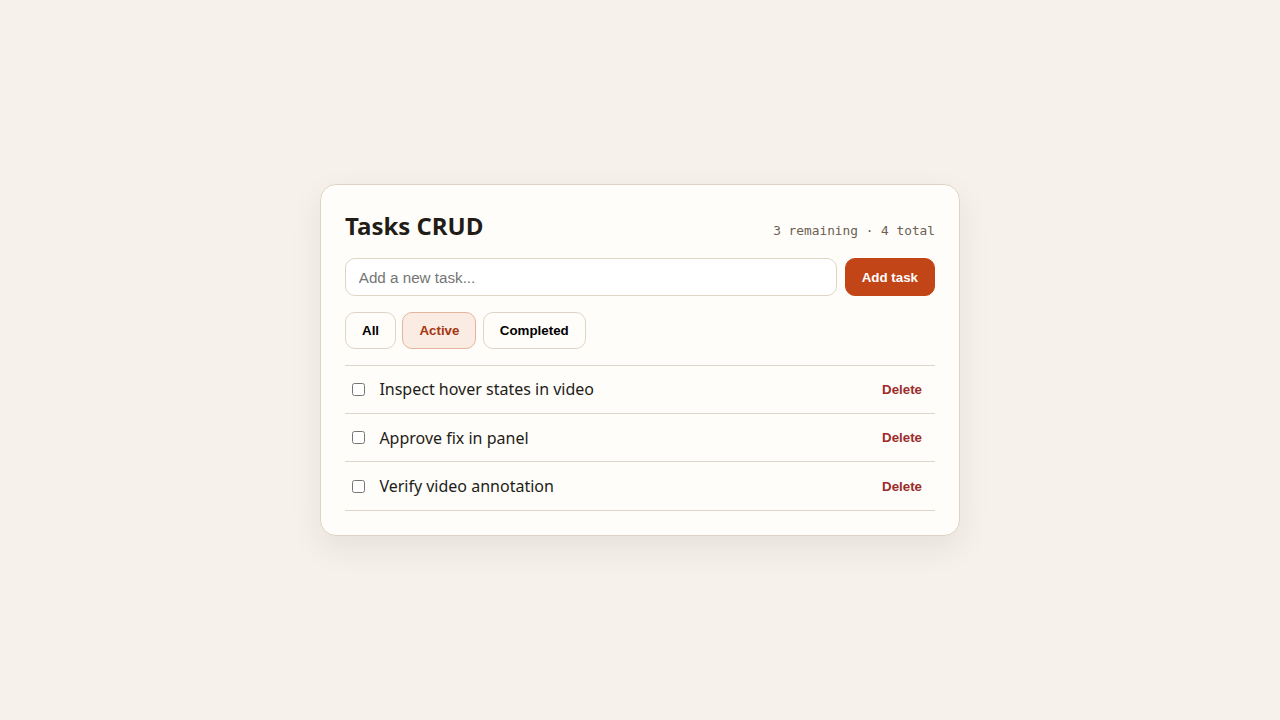 Tasks CRUD
3 remaining · 4 total
Add a new task...
Add task
All
Active
Completed
Inspect hover states in video
Delete
Approve fix in panel
Delete
Verify video annotation
Delete